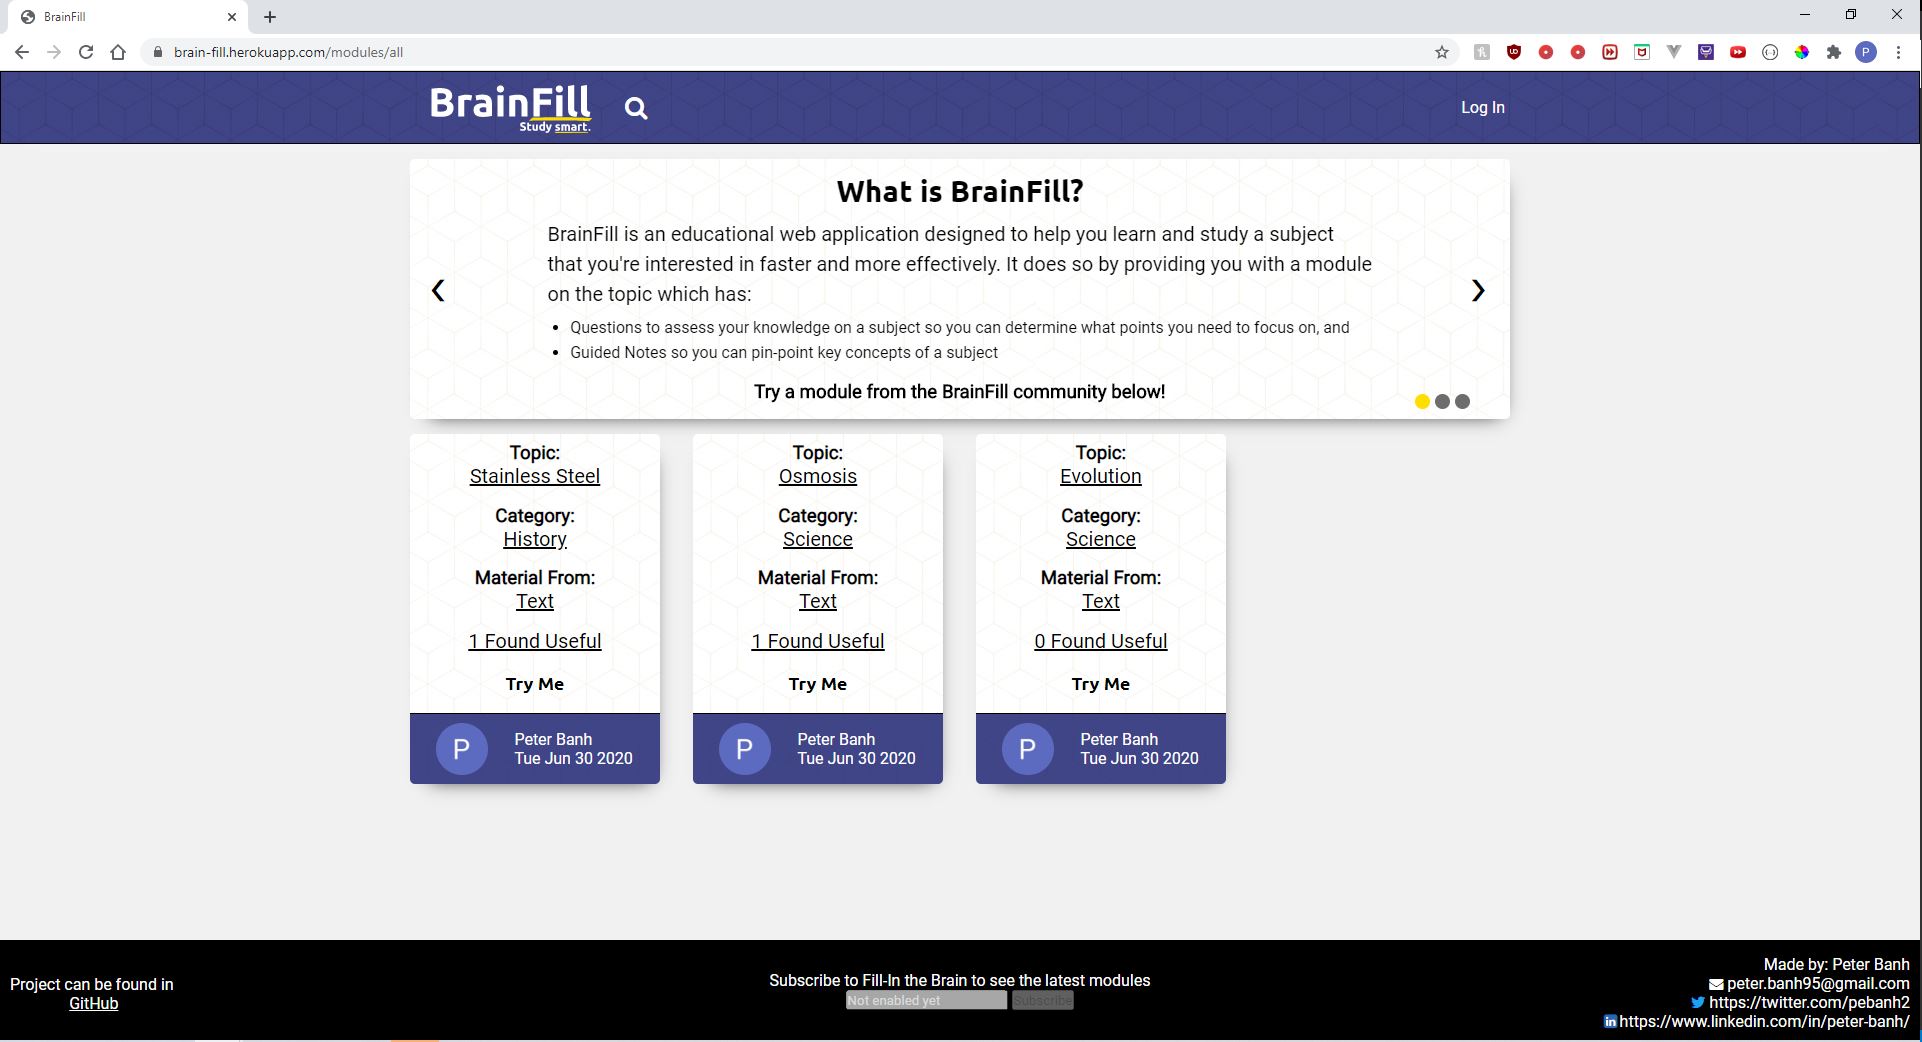 BrainFill
brain-fill.herokuapp.com/modules/all
P
BrainFill
Study smart.
Log In
What is BrainFill?
BrainFill is an educational web application designed to help you learn and study a subject
that you're interested in faster and more effectively. It does so by providing you with a module
on the topic which has:
• Questions to assess your knowledge on a subject so you can determine what points you need to focus on, and
• Guided Notes so you can pin-point key concepts of a subject
Try a module from the BrainFill community below!
Topic:
Stainless Steel
Category:
History
Material From:
Text
1 Found Useful
Try Me
P
Peter Banh
Tue Jun 30 2020
Topic:
Osmosis
Category:
Science
Material From:
Text
1 Found Useful
Try Me
P
Peter Banh
Tue Jun 30 2020
Topic:
Evolution
Category:
Science
Material From:
Text
0 Found Useful
Try Me
P
Peter Banh
Tue Jun 30 2020
Project can be found in
GitHub
Subscribe to Fill-In the Brain to see the latest modules
Not enabled yet Subscribe
Made by: Peter Banh
peter.banh95@gmail.com
https://twitter.com/pebanh2
https://www.linkedin.com/in/peter-banh/